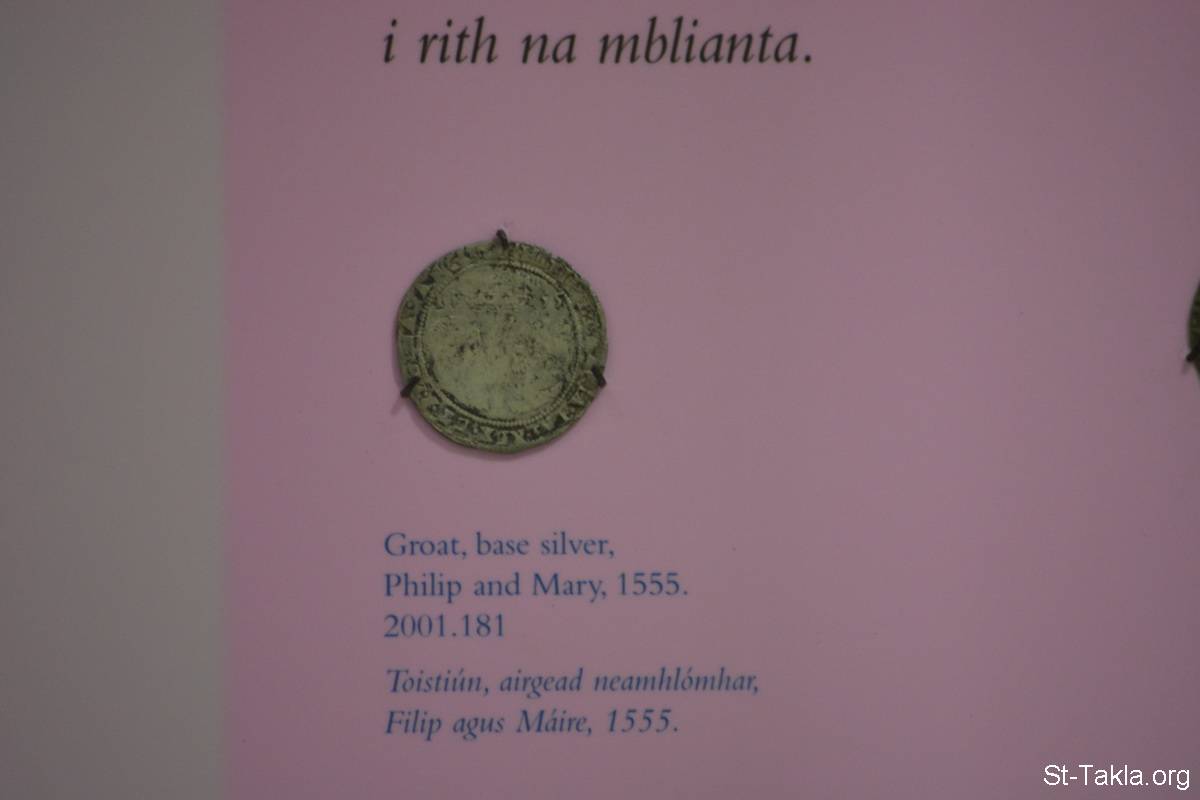 i rith na mblianta.
Groat, base silver,
Philip and Mary, 1555.
2001.181
Toistiún, airgead neamhlómhar,
Filip agus Máire, 1555.
St-Takla.org